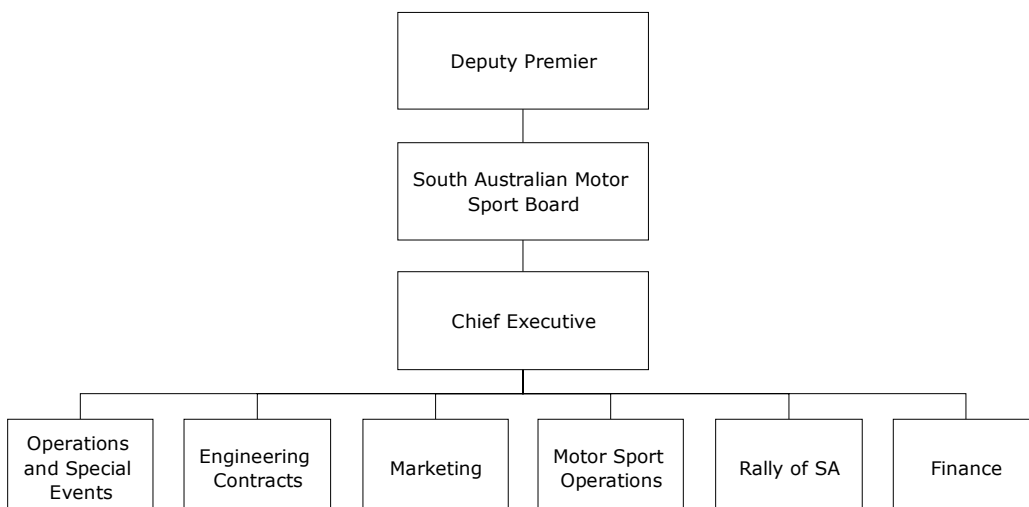 Deputy Premier
South Australian Motor
Sport Board
Chief Executive
Operations
and Special
Events
Engineering
Contracts
Marketing
Motor Sport
Operations
Rally of SA
Finance